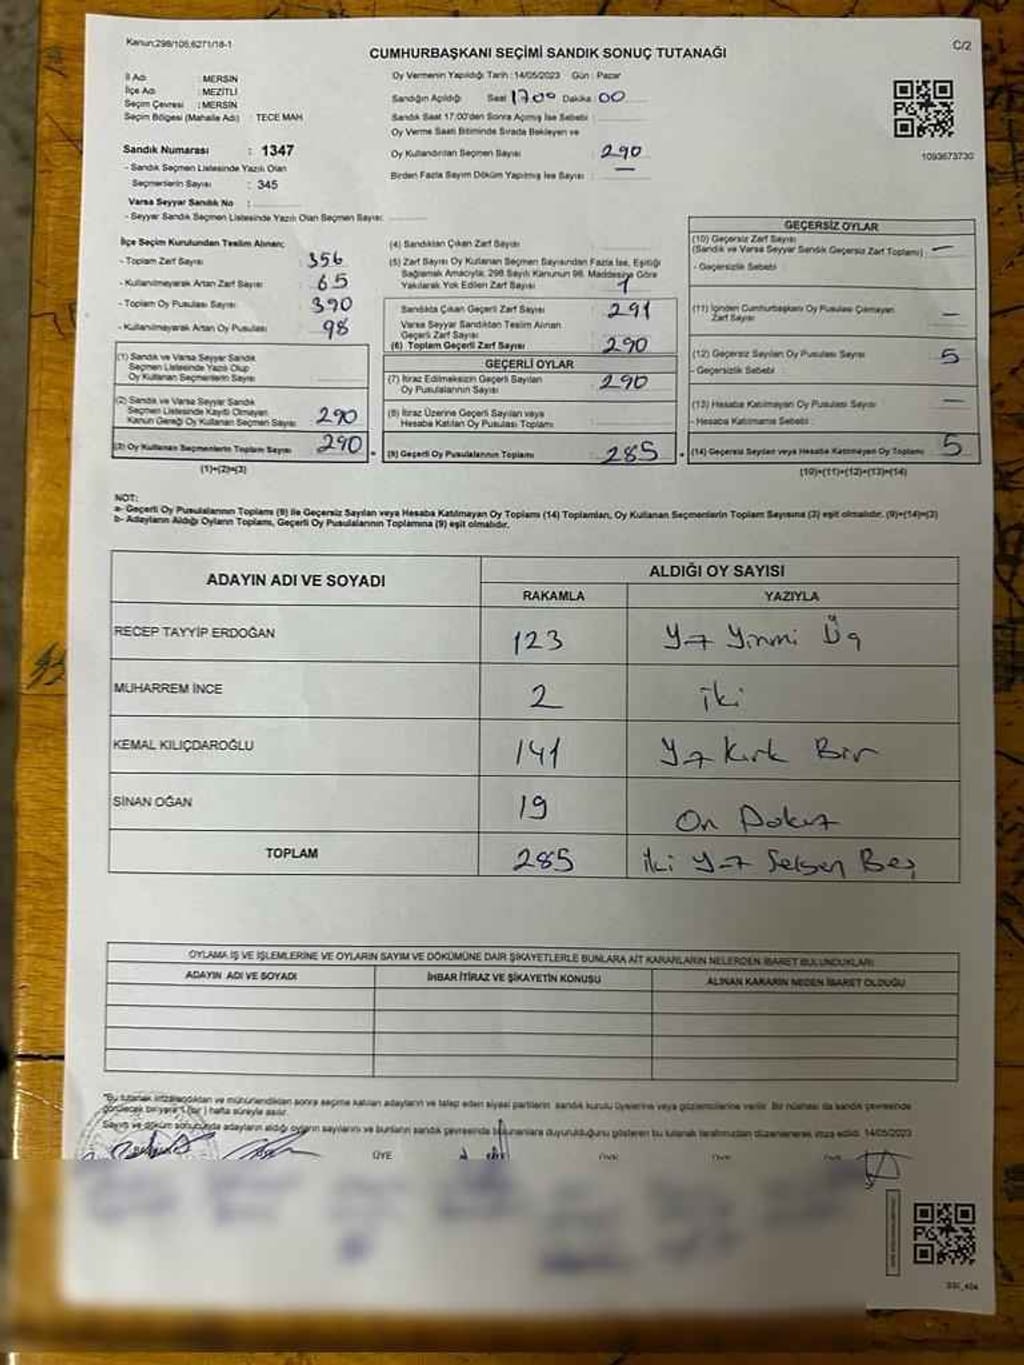 Kanun;298/105,6271/18-1
C/2
CUMHURBAŞKANI SEÇİMİ SANDIK SONUÇ TUTANAĞI
İl Adı : MERSİN
İlçe Adı : MEZİTLİ
Seçim Çevresi : MERSİN
Seçim Bölgesi (Mahalle Adı) : TECE MAH
Oy Vermenin Yapıldığı Tarih : 14/05/2023 Gün : Pazar
Sandığın Açıldığı Saat 17:00 Dakika 00
Sandık Saat 17:00'den Sonra Açılmış İse Sebebi :
Oy Verme Saati Bitiminde Sırada Bekleyen ve
Oy Kullandırılan Seçmen Sayısı : 290
Birden Fazla Sayım Döküm Yapılmış İse Sayısı : —
1093673730
Sandık Numarası : 1347
- Sandık Seçmen Listesinde Yazılı Olan
Seçmenlerin Sayısı : 345
Varsa Seyyar Sandık No :
- Seyyar Sandık Seçmen Listesinde Yazılı Olan Seçmen Sayısı:
İlçe Seçim Kurulundan Teslim Alınan;
- Toplam Zarf Sayısı : 356
- Kullanılmayarak Artan Zarf Sayısı : 65
- Toplam Oy Pusulası Sayısı : 390
- Kullanılmayarak Artan Oy Pusulası : 98
(1) Sandık ve Varsa Seyyar Sandık
Seçmen Listesinde Yazılı Olup
Oy Kullanan Seçmenlerin Sayısı
(2) Sandık ve Varsa Seyyar Sandık
Seçmen Listesinde Kayıtlı Olmayan
Kanun Gereği Oy Kullanan Seçmen Sayısı : 290
(3) Oy Kullanan Seçmenlerin Toplam Sayısı : 290
(1)+(2)=(3)
(4) Sandıktan Çıkan Zarf Sayısı
(5) Zarf Sayısı Oy Kullanan Seçmen Sayısından Fazla İse, Eşitliği
Sağlamak Amacıyla, 298 Sayılı Kanunun 98. Maddesine Göre
Yakılarak Yok Edilen Zarf Sayısı : 1
Sandıkta Çıkan Geçerli Zarf Sayısı : 291
Varsa Seyyar Sandıktan Teslim Alınan
Geçerli Zarf Sayısı
(6) Toplam Geçerli Zarf Sayısı : 290
GEÇERLİ OYLAR
(7) İtiraz Edilmeksizin Geçerli Sayılan
Oy Pusulalarının Sayısı : 290
(8) İtiraz Üzerine Geçerli Sayılan veya
Hesaba Katılan Oy Pusulası Toplamı
(9) Geçerli Oy Pusulalarının Toplamı : 285
GEÇERSİZ OYLAR
(10) Geçersiz Zarf Sayısı
(Sandık ve Varsa Seyyar Sandık Geçersiz Zarf Toplamı) : —
- Geçersizlik Sebebi :
(11) İçinden Cumhurbaşkanı Oy Pusulası Çıkmayan
Zarf Sayısı : —
(12) Geçersiz Sayılan Oy Pusulası Sayısı : 5
- Geçersizlik Sebebi :
(13) Hesaba Katılmayan Oy Pusulası Sayısı : —
- Hesaba Katılmama Sebebi :
(14) Geçersiz Sayılan veya Hesaba Katılmayan Oy Toplamı : 5
(10)+(11)+(12)+(13)=(14)
NOT:
a- Geçerli Oy Pusulalarının Toplamı (9) ile Geçersiz Sayılan veya Hesaba Katılmayan Oy Toplamı (14) Toplamları, Oy Kullanan Seçmenlerin Toplam Sayısına (3) eşit olmalıdır. (9)+(14)=(3)
b- Adayların Aldığı Oyların Toplamı, Geçerli Oy Pusulalarının Toplamına (9) eşit olmalıdır.
ADAYIN ADI VE SOYADI
ALDIĞI OY SAYISI
RAKAMLA YAZIYLA
RECEP TAYYİP ERDOĞAN 123 Yüz Yirmi Üç
MUHARREM İNCE 2 iki
KEMAL KILIÇDAROĞLU 141 Yüz Kırk Bir
SİNAN OĞAN 19 On Dokuz
TOPLAM 285 iki Yüz Seksen Beş
OYLAMA İŞ VE İŞLEMLERİNE VE OYLARIN SAYIM VE DÖKÜMÜNE DAİR ŞİKAYETLERLE BUNLARA AİT KARARLARIN NELERDEN İBARET BULUNDUKLARI
ADAYIN ADI VE SOYADI
İHBAR İTİRAZ VE ŞİKAYETİN KONUSU
ALINAN KARARIN NEDEN İBARET OLDUĞU
"Bu tutanak imzalandıktan ve mühürlendikten sonra seçime katılan adayların ve talep eden siyasi partilerin sandık kurulu üyelerine veya gözlemcilerine verilir. Bir nüshası da sandık çevresinde
görülecek bir yere 1 (bir) hafta süreyle asılır.
Sayım ve döküm sonucunda adayların aldığı oyların sayılarını ve bunların sandık çevresinde bulunanlara duyurulduğunu gösteren bu tutanak tarafımızdan düzenlenerek imza edildi. 14/05/2023
ÜYE